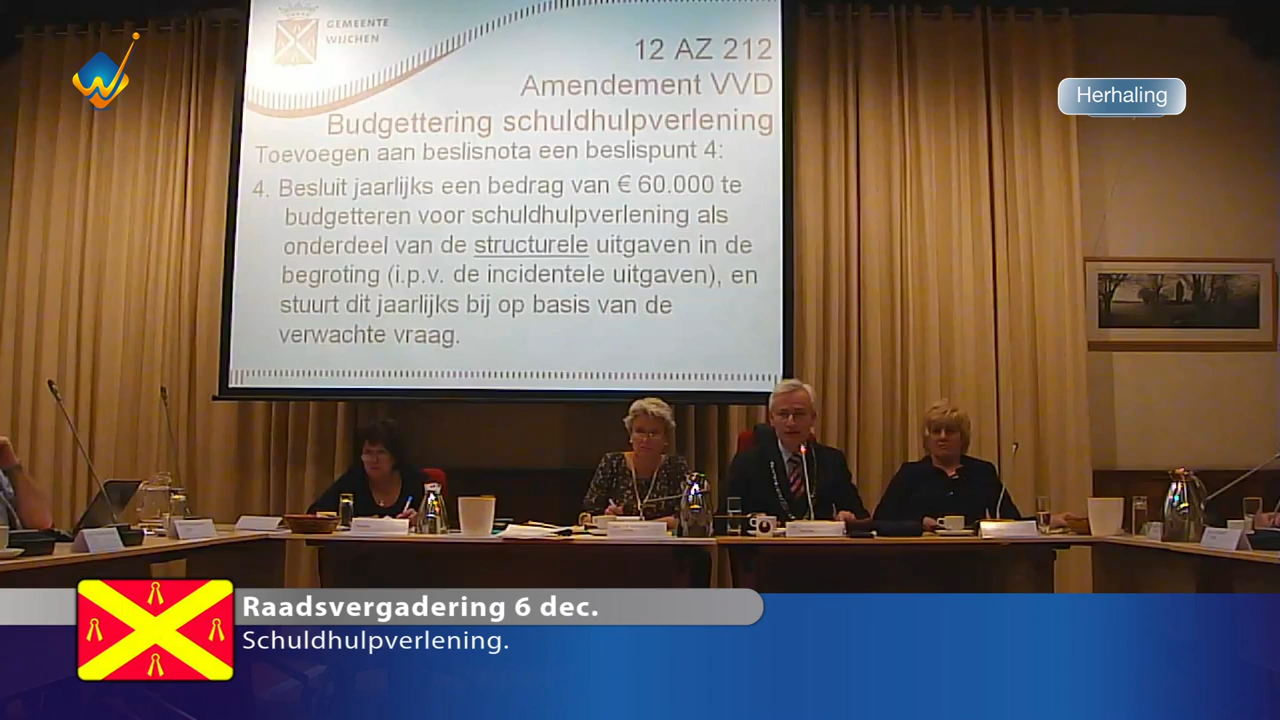 GEMEENTE
WIJCHEN
12 AZ 212
Amendement VVD
Budgettering schuldhulpverlening
Toevoegen aan beslisnota een beslispunt 4:
4. Besluit jaarlijks een bedrag van € 60.000 te
budgetteren voor schuldhulpverlening als
onderdeel van de structurele uitgaven in de
begroting (i.p.v. de incidentele uitgaven), en
stuurt dit jaarlijks bij op basis van de
verwachte vraag.
Herhaling
Raadsvergadering 6 dec.
Schuldhulpverlening.